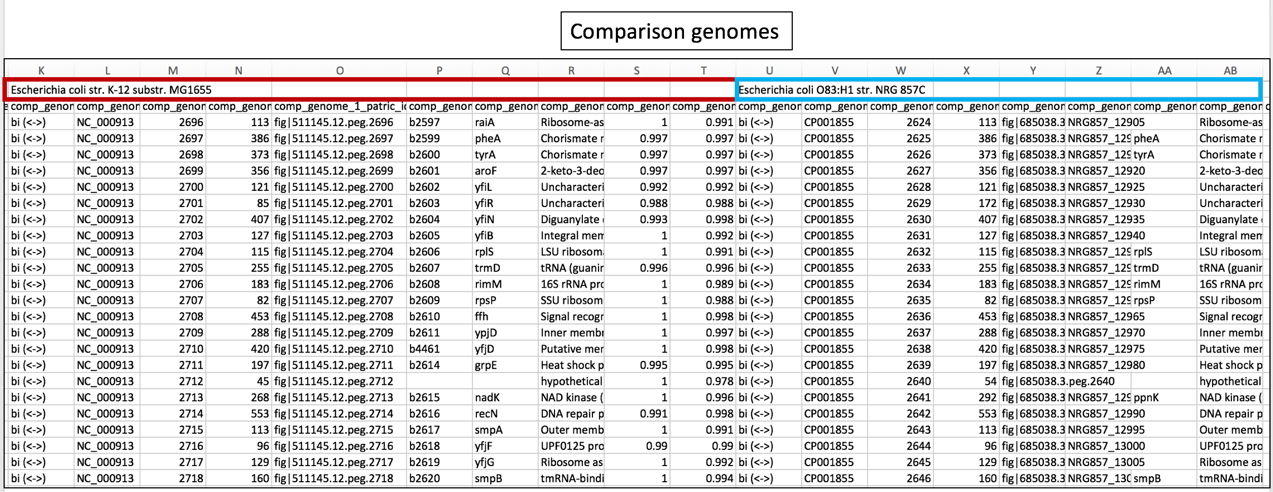 Comparison genomes
K L M N O P Q R S T U V W X Y Z AA AB
Escherichia coli str. K-12 substr. MG1655 Escherichia coli O83:H1 str. NRG 857C
comp_genor comp_genor comp_genor comp_genor comp_genome_1_patric_i comp_genor comp_genor comp_genor comp_genor comp_genor comp_genor comp_genor comp_genor comp_genor comp_genor comp_genor comp_genor comp_genor
bi (<->) NC_000913 2696 113 fig|511145.12.peg.2696 b2597 raiA Ribosome-as 1 0.991 bi (<->) CP001855 2624 113 fig|685038.3 NRG857_12905 Ribosome-as
bi (<->) NC_000913 2697 386 fig|511145.12.peg.2697 b2599 pheA Chorismate r 0.997 0.997 bi (<->) CP001855 2625 386 fig|685038.3 NRG857_129 pheA Chorismate r
bi (<->) NC_000913 2698 373 fig|511145.12.peg.2698 b2600 tyrA Chorismate r 0.997 0.997 bi (<->) CP001855 2626 373 fig|685038.3 NRG857_129 tyrA Chorismate r
bi (<->) NC_000913 2699 356 fig|511145.12.peg.2699 b2601 aroF 2-keto-3-deo 0.997 0.997 bi (<->) CP001855 2627 356 fig|685038.3 NRG857_12920 2-keto-3-deo
bi (<->) NC_000913 2700 121 fig|511145.12.peg.2700 b2602 yfiL Uncharacteri 0.992 0.992 bi (<->) CP001855 2628 121 fig|685038.3 NRG857_12925 Uncharacteri
bi (<->) NC_000913 2701 85 fig|511145.12.peg.2701 b2603 yfiR Uncharacteri 0.988 0.988 bi (<->) CP001855 2629 172 fig|685038.3 NRG857_12930 Uncharacteri
bi (<->) NC_000913 2702 407 fig|511145.12.peg.2702 b2604 yfiN Diguanylate 0.993 0.998 bi (<->) CP001855 2630 407 fig|685038.3 NRG857_12935 Diguanylate
bi (<->) NC_000913 2703 127 fig|511145.12.peg.2703 b2605 yfiB Integral mem 1 0.992 bi (<->) CP001855 2631 127 fig|685038.3 NRG857_12940 Integral mem
bi (<->) NC_000913 2704 115 fig|511145.12.peg.2704 b2606 rplS LSU ribosoma 1 0.991 bi (<->) CP001855 2632 115 fig|685038.3 NRG857_129 rplS LSU ribosoma
bi (<->) NC_000913 2705 255 fig|511145.12.peg.2705 b2607 trmD tRNA (guanir 0.996 0.996 bi (<->) CP001855 2633 255 fig|685038.3 NRG857_129 trmD tRNA (guanir
bi (<->) NC_000913 2706 183 fig|511145.12.peg.2706 b2608 rimM 16S rRNA pro 1 0.989 bi (<->) CP001855 2634 183 fig|685038.3 NRG857_129 rimM 16S rRNA pro
bi (<->) NC_000913 2707 82 fig|511145.12.peg.2707 b2609 rpsP SSU ribosom 1 0.988 bi (<->) CP001855 2635 82 fig|685038.3 NRG857_129 rpsP SSU ribosom
bi (<->) NC_000913 2708 453 fig|511145.12.peg.2708 b2610 ffh Signal recogr 1 0.998 bi (<->) CP001855 2636 453 fig|685038.3 NRG857_12965 Signal recogr
bi (<->) NC_000913 2709 288 fig|511145.12.peg.2709 b2611 ypjD Inner membr 1 0.997 bi (<->) CP001855 2637 288 fig|685038.3 NRG857_12970 Inner membr
bi (<->) NC_000913 2710 420 fig|511145.12.peg.2710 b4461 yfjD Putative mer 1 0.998 bi (<->) CP001855 2638 420 fig|685038.3 NRG857_12975 Putative mer
bi (<->) NC_000913 2711 197 fig|511145.12.peg.2711 b2614 grpE Heat shock p 0.995 0.995 bi (<->) CP001855 2639 197 fig|685038.3 NRG857_12980 Heat shock p
bi (<->) NC_000913 2712 45 fig|511145.12.peg.2712 hypothetical 1 0.978 bi (<->) CP001855 2640 54 fig|685038.3.peg.2640 hypothetical
bi (<->) NC_000913 2713 268 fig|511145.12.peg.2713 b2615 nadK NAD kinase ( 1 0.996 bi (<->) CP001855 2641 292 fig|685038.3 NRG857_129 ppnK NAD kinase (
bi (<->) NC_000913 2714 553 fig|511145.12.peg.2714 b2616 recN DNA repair p 0.991 0.998 bi (<->) CP001855 2642 553 fig|685038.3 NRG857_12990 DNA repair p
bi (<->) NC_000913 2715 113 fig|511145.12.peg.2715 b2617 smpA Outer memb 1 0.991 bi (<->) CP001855 2643 113 fig|685038.3 NRG857_12995 Outer memb
bi (<->) NC_000913 2716 96 fig|511145.12.peg.2716 b2618 yfjF UPF0125 pro 0.99 0.99 bi (<->) CP001855 2644 96 fig|685038.3 NRG857_13000 UPF0125 pro
bi (<->) NC_000913 2717 129 fig|511145.12.peg.2717 b2619 yfjG Ribosome as 1 0.992 bi (<->) CP001855 2645 129 fig|685038.3 NRG857_13005 Ribosome as
bi (<->) NC_000913 2718 160 fig|511145.12.peg.2718 b2620 smpB tmRNA-bindi 1 0.994 bi (<->) CP001855 2646 160 fig|685038.3 NRG857_130 smpB tmRNA-bindi